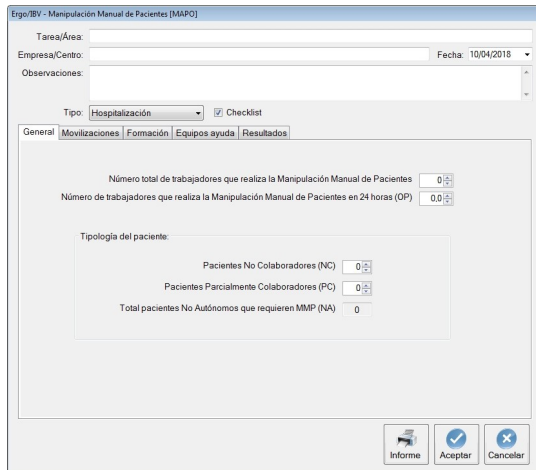 Ergo/IBV - Manipulación Manual de Pacientes [MAPO]
Tarea/Área:
Empresa/Centro: Fecha: 10/04/2018
Observaciones:
Tipo: Hospitalización Checklist
General Movilizaciones Formación Equipos ayuda Resultados
Número total de trabajadores que realiza la Manipulación Manual de Pacientes 0
Número de trabajadores que realiza la Manipulación Manual de Pacientes en 24 horas (OP) 0,0
Tipología del paciente:
Pacientes No Colaboradores (NC) 0
Pacientes Parcialmente Colaboradores (PC) 0
Total pacientes No Autónomos que requieren MMP (NA) 0
Informe Aceptar Cancelar